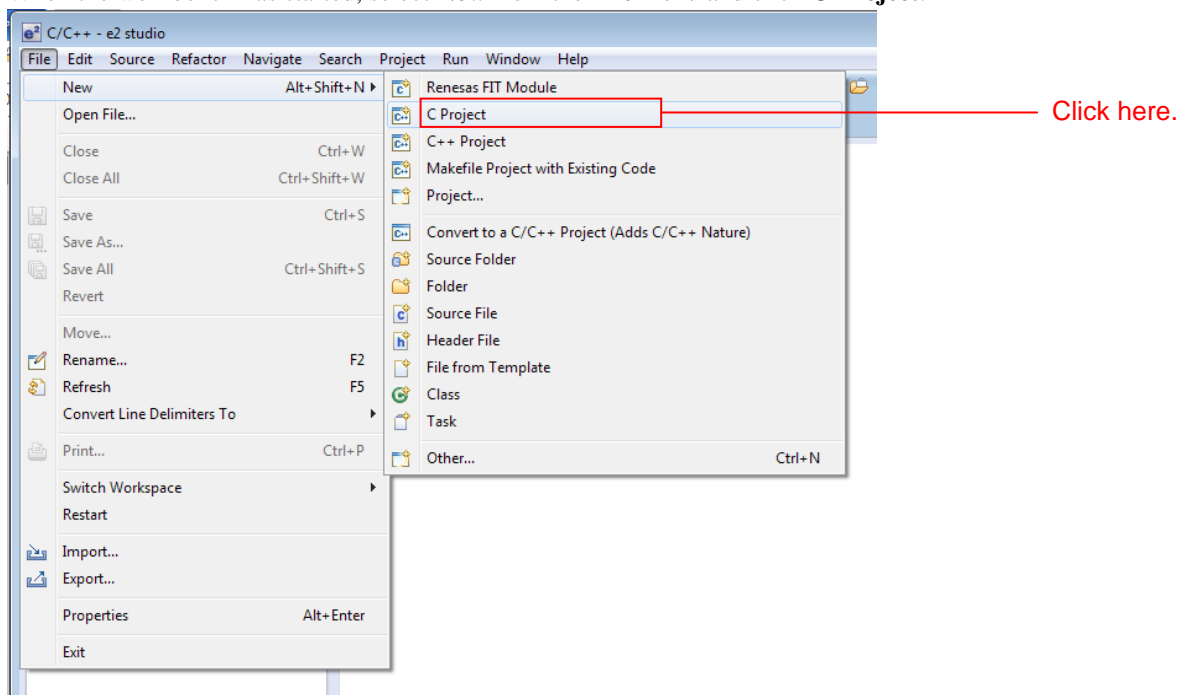 C/C++ - e2 studio
File Edit Source Refactor Navigate Search Project Run Window Help
New Alt+Shift+N
Open File...
Close Ctrl+W
Close All Ctrl+Shift+W
Save Ctrl+S
Save As...
Save All Ctrl+Shift+S
Revert
Move...
Rename... F2
Refresh F5
Convert Line Delimiters To
Print... Ctrl+P
Switch Workspace
Restart
Import...
Export...
Properties Alt+Enter
Exit
Renesas FIT Module
C Project
C++ Project
Makefile Project with Existing Code
Project...
Convert to a C/C++ Project (Adds C/C++ Nature)
Source Folder
Folder
Source File
Header File
File from Template
Class
Task
Other... Ctrl+N
Click here.